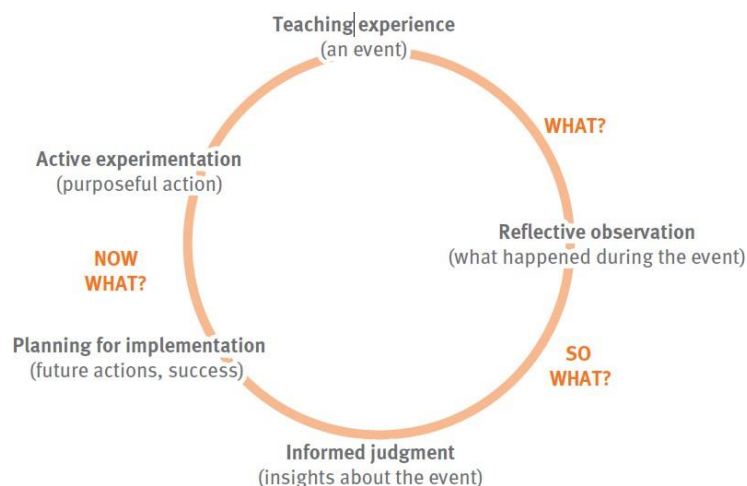 Teaching experience
(an event)
WHAT?
Reflective observation
(what happened during the event)
SO
WHAT?
Informed judgment
(insights about the event)
Planning for implementation
(future actions, success)
NOW
WHAT?
Active experimentation
(purposeful action)